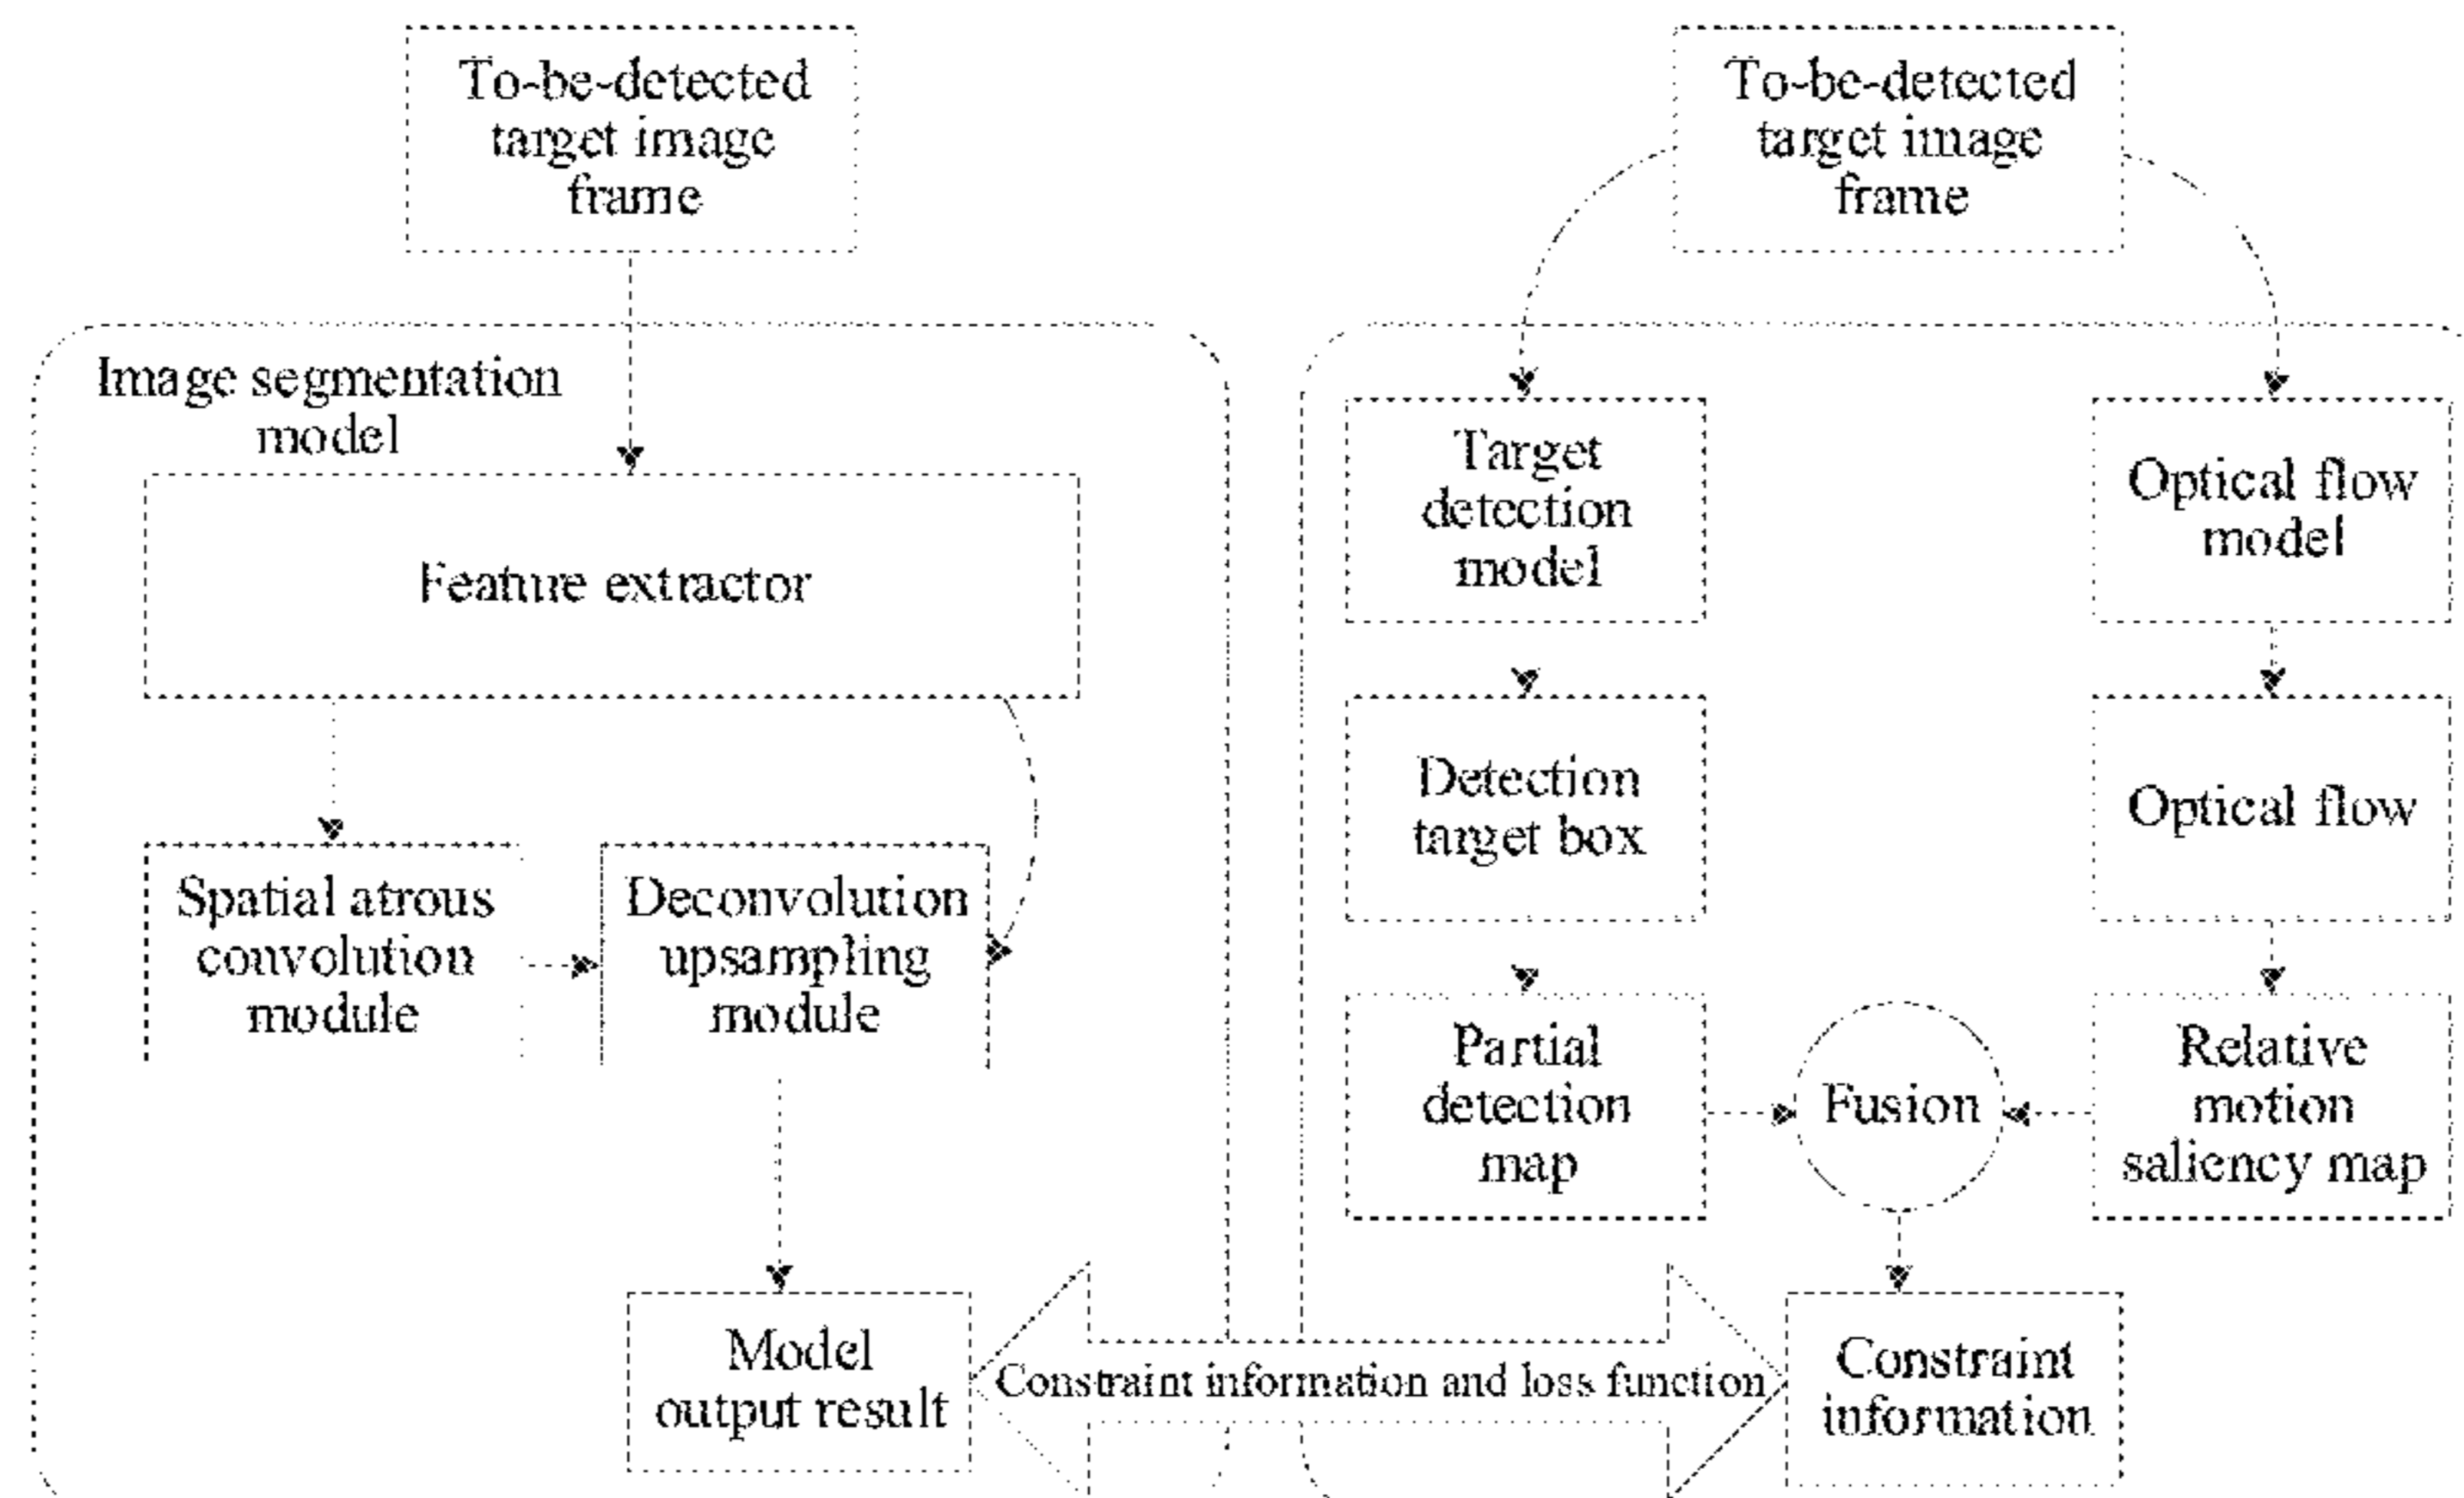 To-be-detected
target image
frame
To-be-detected
target image
frame
Image segmentation
model
Feature extractor
Spatial atrous
convolution
module
Deconvolution
upsampling
module
Model
output result
Target
detection
model
Optical flow
model
Detection
target box
Optical flow
Partial
detection
map
Fusion
Relative
motion
saliency map
Constraint information and loss function
Constraint
information